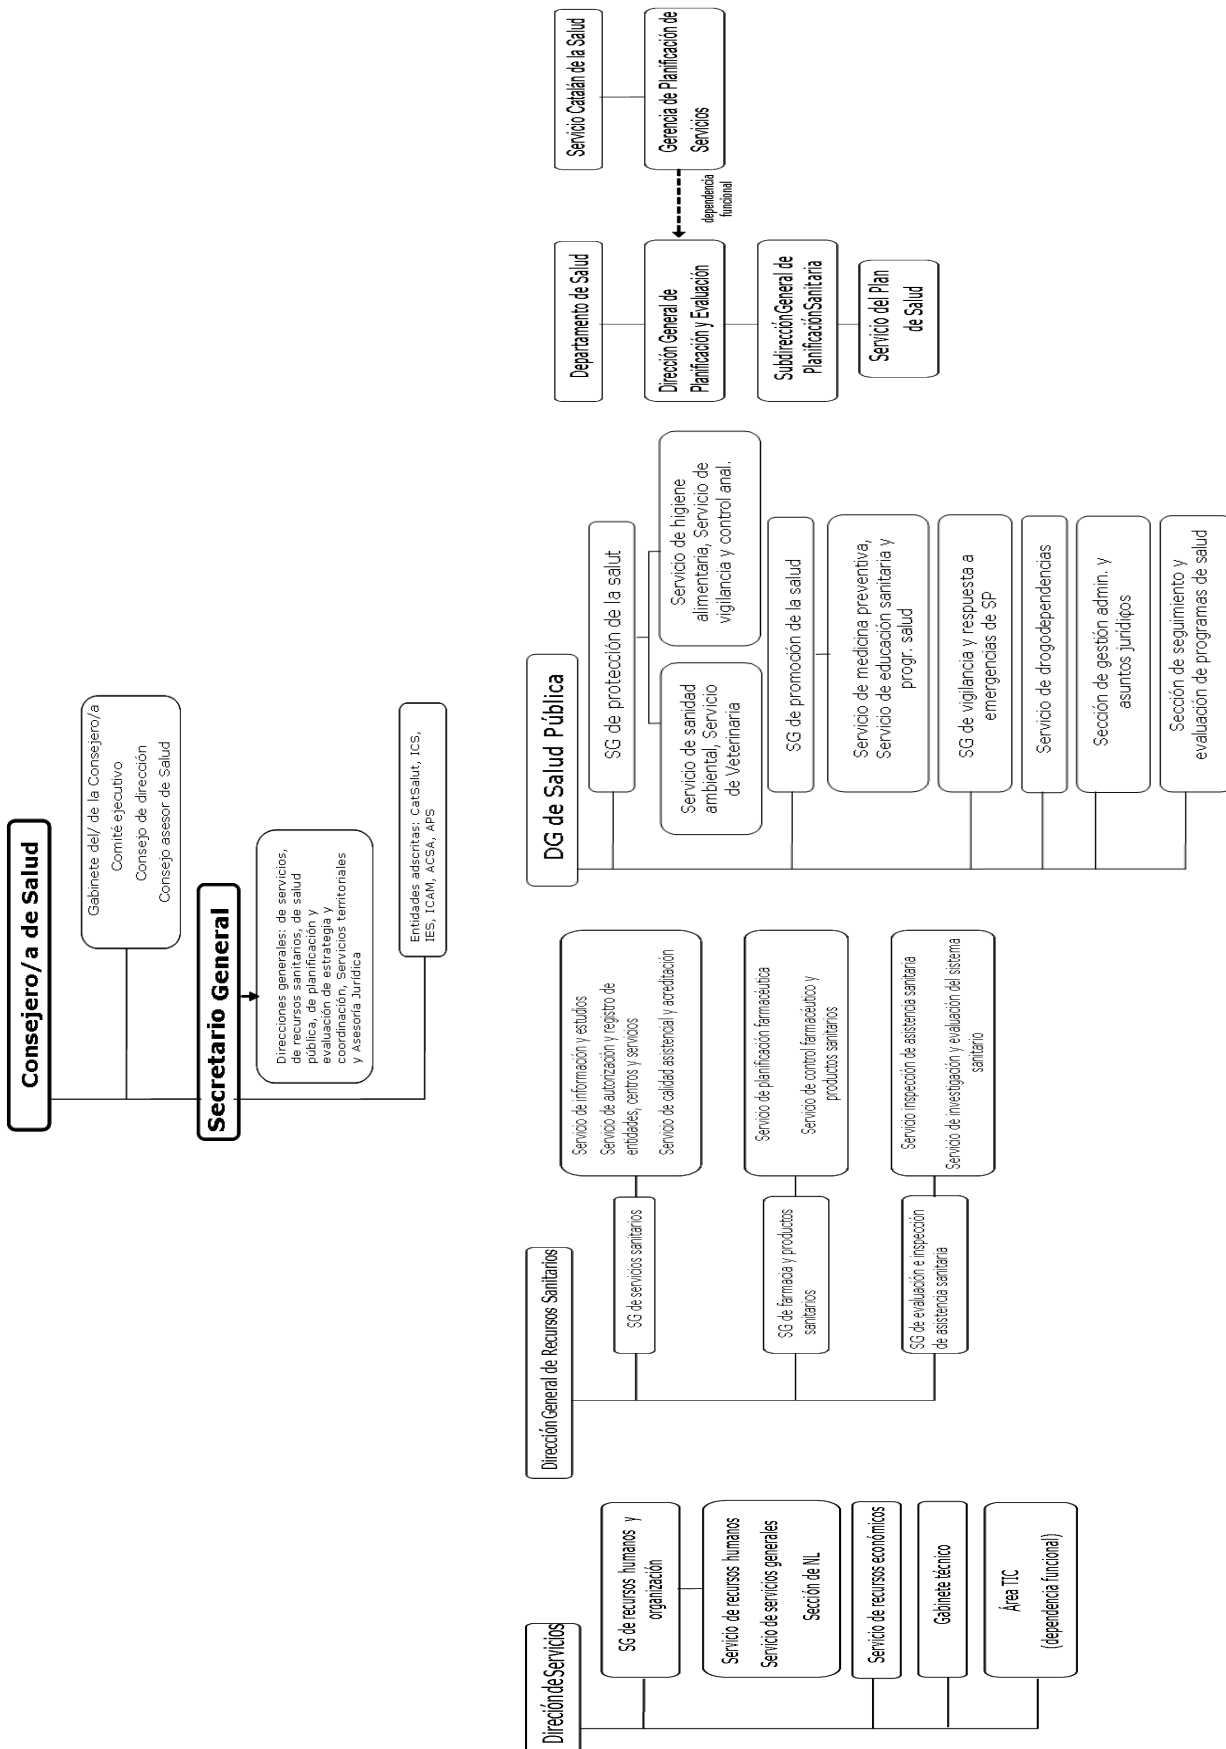 Consejero/a de Salud
Gabinete del/ de la Consejero/a
Comité ejecutivo
Consejo de dirección
Consejo asesor de Salud
Secretario General
Direcciones generales: de servicios,
de recursos sanitarios, de salud
pública, de planificación y
evaluación de estrategia y
coordinación, Servicios territoriales
y Asesoría Jurídica
Entidades adscritas: CatSalut, ICS,
IES, ICAM, ACSA, APS
Direción de Servicios
SG de recursos humanos y
organización
Servicio de recursos humanos
Servicio de servicios generales
Sección de NL
Servicio de recursos económicos
Gabinete técnico
Área TIC
(dependencia funcional)
Dirección General de Recursos Sanitarios
SG de servicios sanitarios
Servicio de información y estudios
Servicio de autorización y registro de
entidades, centros y servicios
Servicio de calidad asistencial y acreditación
SG de farmacia y productos
sanitarios
Servicio de planificación farmacéutica
Servicio de control farmacéutico y
productos sanitarios
SG de evaluación e inspección
de asistencia sanitaria
Servicio inspección de asistencia sanitaria
Servicio de investigación y evaluación del sistema
sanitario
DG de Salud Pública
SG de protección de la salut
Servicio de sanidad
ambiental, Servicio
de Veterinaria
Servicio de higiene
alimentaria, Servicio de
vigilancia y control anal.
SG de promoción de la salud
Servicio de medicina preventiva,
Servicio de educación sanitaria y
progr. salud
SG de vigilancia y respuesta a
emergencias de SP
Servicio de drogodependencias
Sección de gestión admin. y
asuntos jurídicos
Sección de seguimiento y
evaluación de programas de salud
Departamento de Salud
Dirección General de
Planificación y Evaluación
Subdirección General de
Planificación Sanitaria
Servicio del Plan
de Salud
dependencia
funcional
Servicio Catalán de la Salud
Gerencia de Planificación de
Servicios